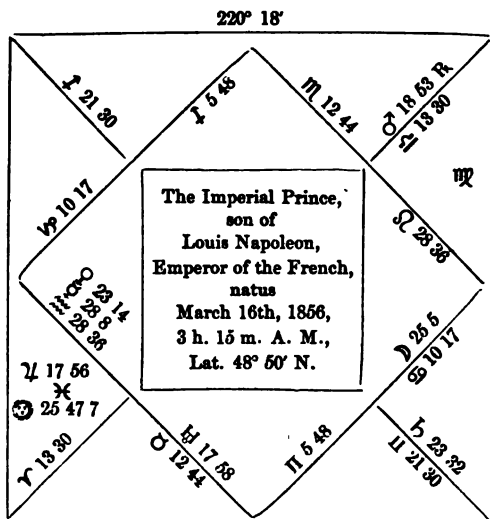 220° 18'
♐ 21 30
♐ 5 48
♏ 12 44
♂ 18 53 ℞
♎ 13 30
♍
♌ 28 36
♑ 10 17
The Imperial Prince,
son of
Louis Napoleon,
Emperor of the French,
natus
March 16th, 1856,
3 h. 15 m. A. M.,
Lat. 48° 50' N.
♀ 23 14
☿ 28 8
♒ 28 36
♃ 17 56
♓
☉ 25 47 7
♈ 13 30
♅ 17 58
♉ 12 44
♊ 5 48
☽ 25 5
♋ 10 17
♄ 23 32
♊ 21 30